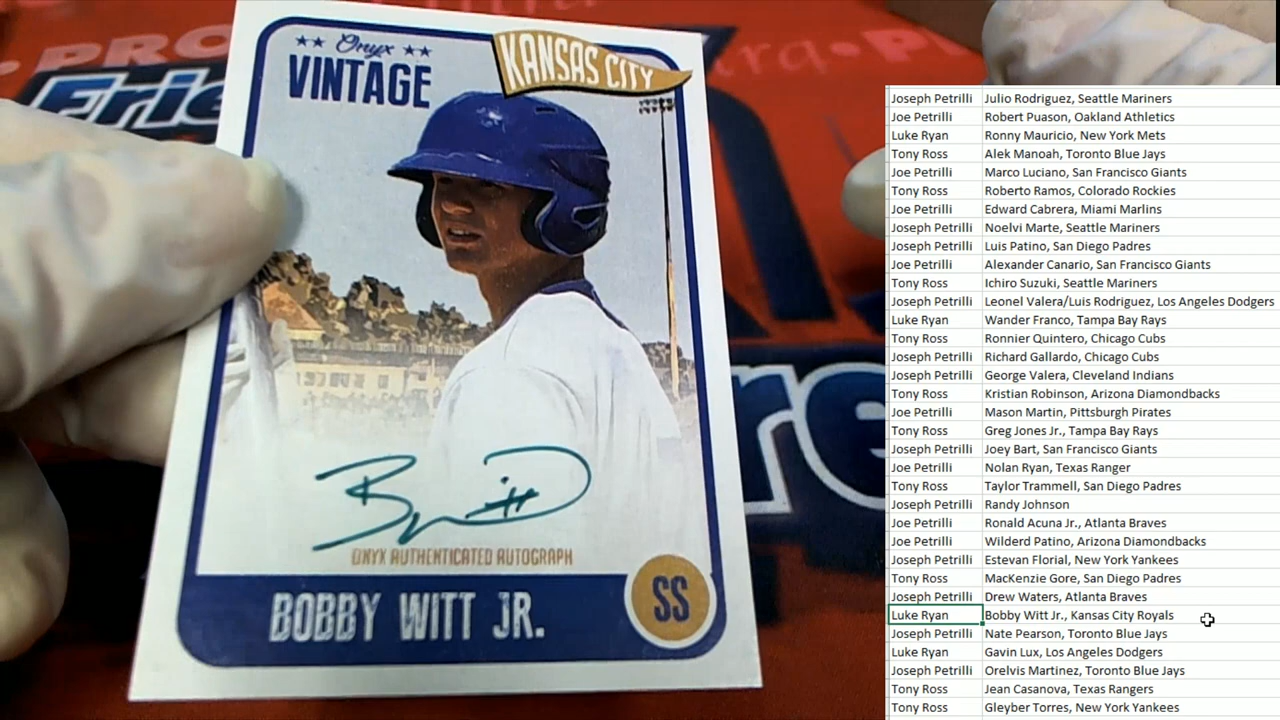 PRO
xtra•PRO
Erie
re
★★ Onyx ★★
VINTAGE
KANSAS CITY
ONYX AUTHENTICATED AUTOGRAPH
BOBBY WITT JR.
SS
Joseph Petrilli Julio Rodriguez, Seattle Mariners
Joe Petrilli Robert Puason, Oakland Athletics
Luke Ryan Ronny Mauricio, New York Mets
Tony Ross Alek Manoah, Toronto Blue Jays
Joe Petrilli Marco Luciano, San Francisco Giants
Tony Ross Roberto Ramos, Colorado Rockies
Joe Petrilli Edward Cabrera, Miami Marlins
Joseph Petrilli Noelvi Marte, Seattle Mariners
Joseph Petrilli Luis Patino, San Diego Padres
Joe Petrilli Alexander Canario, San Francisco Giants
Tony Ross Ichiro Suzuki, Seattle Mariners
Joseph Petrilli Leonel Valera/Luis Rodriguez, Los Angeles Dodgers
Luke Ryan Wander Franco, Tampa Bay Rays
Tony Ross Ronnier Quintero, Chicago Cubs
Joseph Petrilli Richard Gallardo, Chicago Cubs
Joseph Petrilli George Valera, Cleveland Indians
Tony Ross Kristian Robinson, Arizona Diamondbacks
Joe Petrilli Mason Martin, Pittsburgh Pirates
Tony Ross Greg Jones Jr., Tampa Bay Rays
Joseph Petrilli Joey Bart, San Francisco Giants
Joe Petrilli Nolan Ryan, Texas Ranger
Tony Ross Taylor Trammell, San Diego Padres
Joseph Petrilli Randy Johnson
Joe Petrilli Ronald Acuna Jr., Atlanta Braves
Joe Petrilli Wilderd Patino, Arizona Diamondbacks
Joseph Petrilli Estevan Florial, New York Yankees
Tony Ross MacKenzie Gore, San Diego Padres
Joseph Petrilli Drew Waters, Atlanta Braves
Luke Ryan Bobby Witt Jr., Kansas City Royals
Joseph Petrilli Nate Pearson, Toronto Blue Jays
Luke Ryan Gavin Lux, Los Angeles Dodgers
Joseph Petrilli Orelvis Martinez, Toronto Blue Jays
Tony Ross Jean Casanova, Texas Rangers
Tony Ross Gleyber Torres, New York Yankees